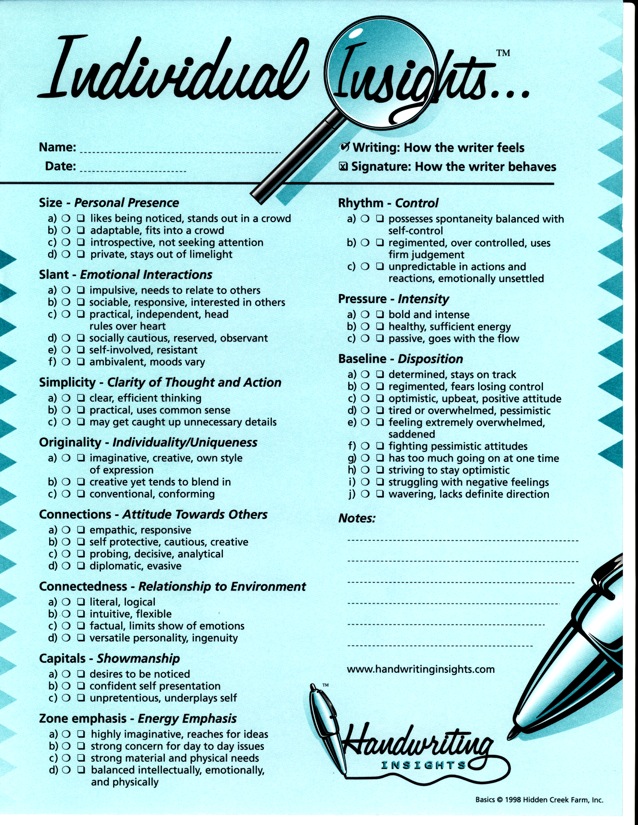 Individual Insights...™
Name:
Date:
Writing: How the writer feels
Signature: How the writer behaves
Size - Personal Presence
a) ❍ ❑ likes being noticed, stands out in a crowd
b) ❍ ❑ adaptable, fits into a crowd
c) ❍ ❑ introspective, not seeking attention
d) ❍ ❑ private, stays out of limelight
Slant - Emotional Interactions
a) ❍ ❑ impulsive, needs to relate to others
b) ❍ ❑ sociable, responsive, interested in others
c) ❍ ❑ practical, independent, head
rules over heart
d) ❍ ❑ socially cautious, reserved, observant
e) ❍ ❑ self-involved, resistant
f) ❍ ❑ ambivalent, moods vary
Simplicity - Clarity of Thought and Action
a) ❍ ❑ clear, efficient thinking
b) ❍ ❑ practical, uses common sense
c) ❍ ❑ may get caught up unnecessary details
Originality - Individuality/Uniqueness
a) ❍ ❑ imaginative, creative, own style
of expression
b) ❍ ❑ creative yet tends to blend in
c) ❍ ❑ conventional, conforming
Connections - Attitude Towards Others
a) ❍ ❑ empathic, responsive
b) ❍ ❑ self protective, cautious, creative
c) ❍ ❑ probing, decisive, analytical
d) ❍ ❑ diplomatic, evasive
Connectedness - Relationship to Environment
a) ❍ ❑ literal, logical
b) ❍ ❑ intuitive, flexible
c) ❍ ❑ factual, limits show of emotions
d) ❍ ❑ versatile personality, ingenuity
Capitals - Showmanship
a) ❍ ❑ desires to be noticed
b) ❍ ❑ confident self presentation
c) ❍ ❑ unpretentious, underplays self
Zone emphasis - Energy Emphasis
a) ❍ ❑ highly imaginative, reaches for ideas
b) ❍ ❑ strong concern for day to day issues
c) ❍ ❑ strong material and physical needs
d) ❍ ❑ balanced intellectually, emotionally,
and physically
Rhythm - Control
a) ❍ ❑ possesses spontaneity balanced with
self-control
b) ❍ ❑ regimented, over controlled, uses
firm judgement
c) ❍ ❑ unpredictable in actions and
reactions, emotionally unsettled
Pressure - Intensity
a) ❍ ❑ bold and intense
b) ❍ ❑ healthy, sufficient energy
c) ❍ ❑ passive, goes with the flow
Baseline - Disposition
a) ❍ ❑ determined, stays on track
b) ❍ ❑ regimented, fears losing control
c) ❍ ❑ optimistic, upbeat, positive attitude
d) ❍ ❑ tired or overwhelmed, pessimistic
e) ❍ ❑ feeling extremely overwhelmed,
saddened
f) ❍ ❑ fighting pessimistic attitudes
g) ❍ ❑ has too much going on at one time
h) ❍ ❑ striving to stay optimistic
i) ❍ ❑ struggling with negative feelings
j) ❍ ❑ wavering, lacks definite direction
Notes:
www.handwritinginsights.com
™
Handwriting
INSIGHTS
Basics © 1998 Hidden Creek Farm, Inc.